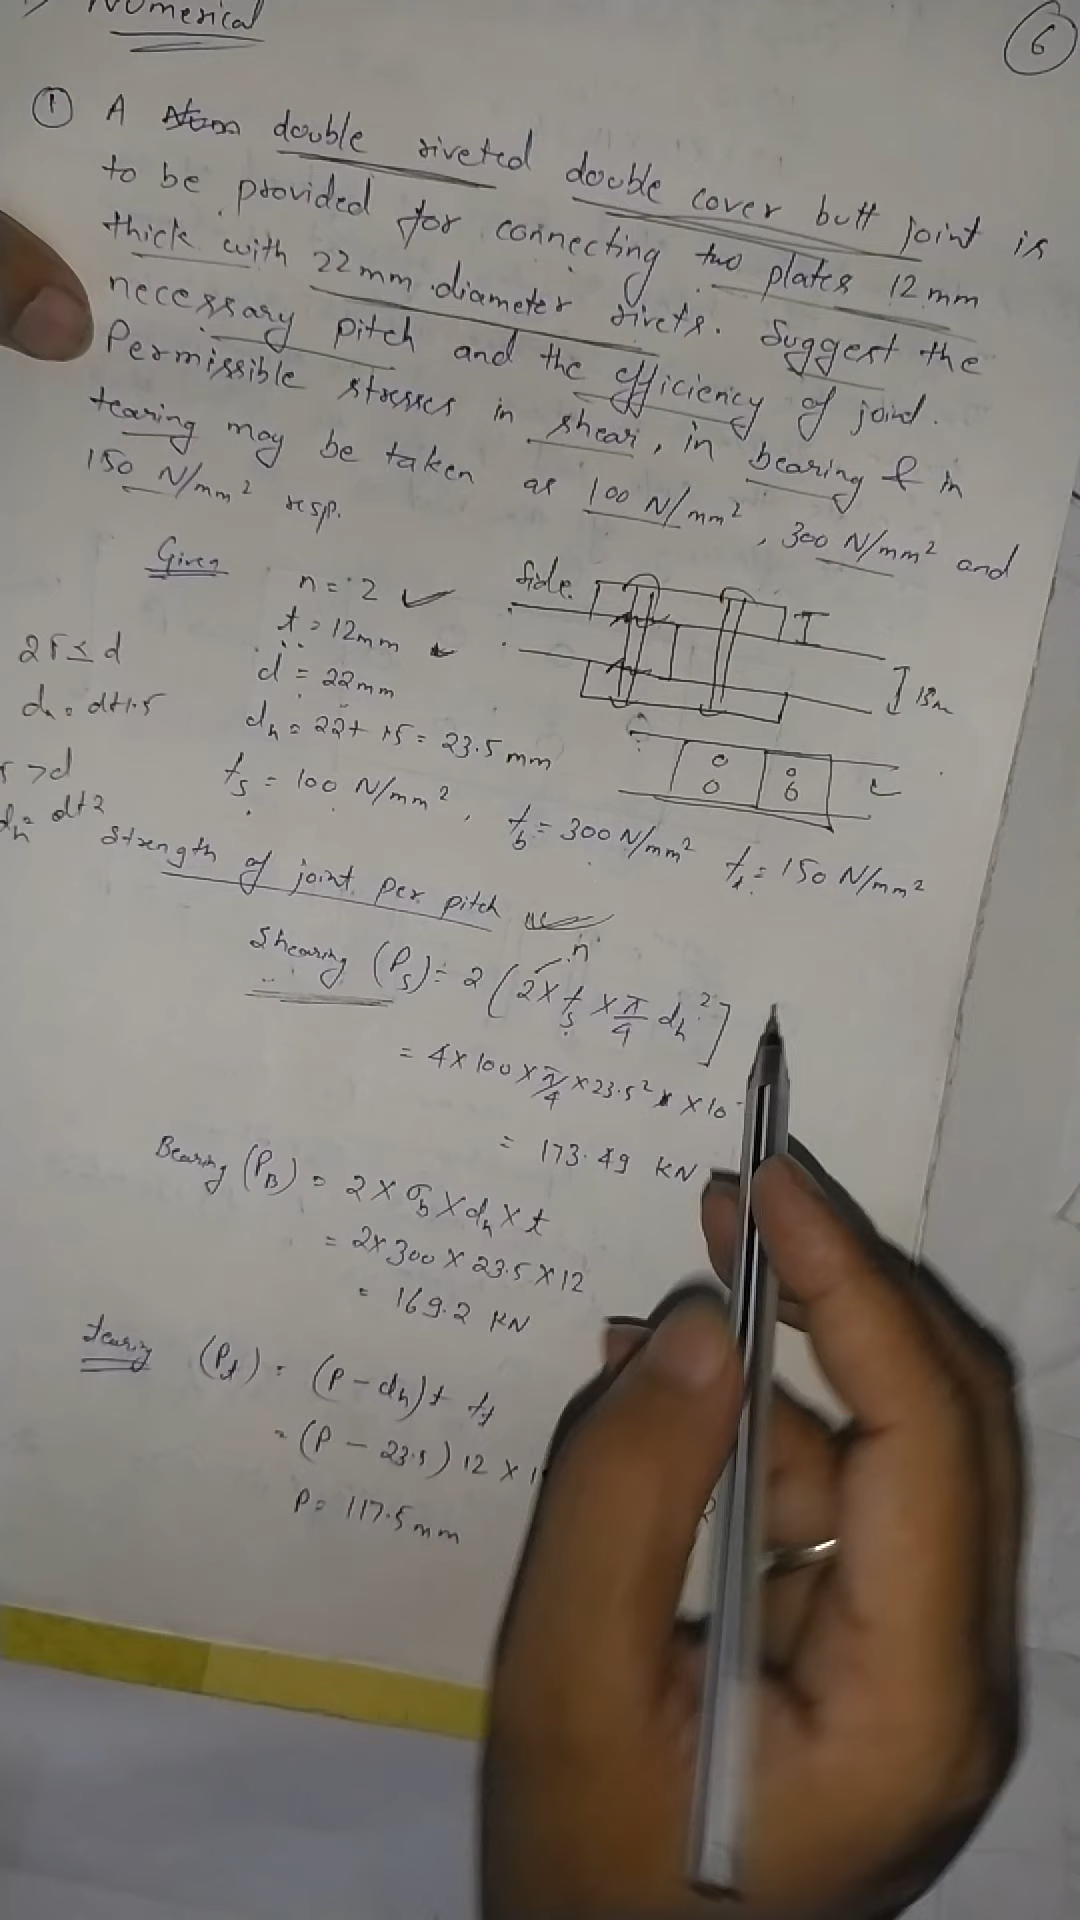 Numerical
6
① A double riveted double cover butt joint is
to be provided for connecting two plates 12 mm
thick with 22 mm diameter rivets. Suggest the
necessary pitch and the efficiency of joint.
Permissible stresses in shear, in bearing & in
tearing may be taken as 100 N/mm², 300 N/mm² and
150 N/mm² resp.
Given
Side
n = 2 ✓
t = 12mm
d = 22mm
25 ≤ d
dh = d+1.5
dh = 22+1.5 = 23.5 mm
>d
dh = d+2
fs = 100 N/mm², fb = 300 N/mm² ft = 150 N/mm²
Strength of joint per pitch
n
Shearing (Ps) = 2 (2 × fs × π/4 dh²]
= 4 × 100 × π/4 × 23.5² × 10
= 173.49 KN
Bearing (PB) = 2 × σb × dh × t
= 2 × 300 × 23.5 × 12
= 169.2 KN
Tearing (Pt) = (P - dh) t ft
= (P - 23.5) 12 × 1
P = 117.5 mm